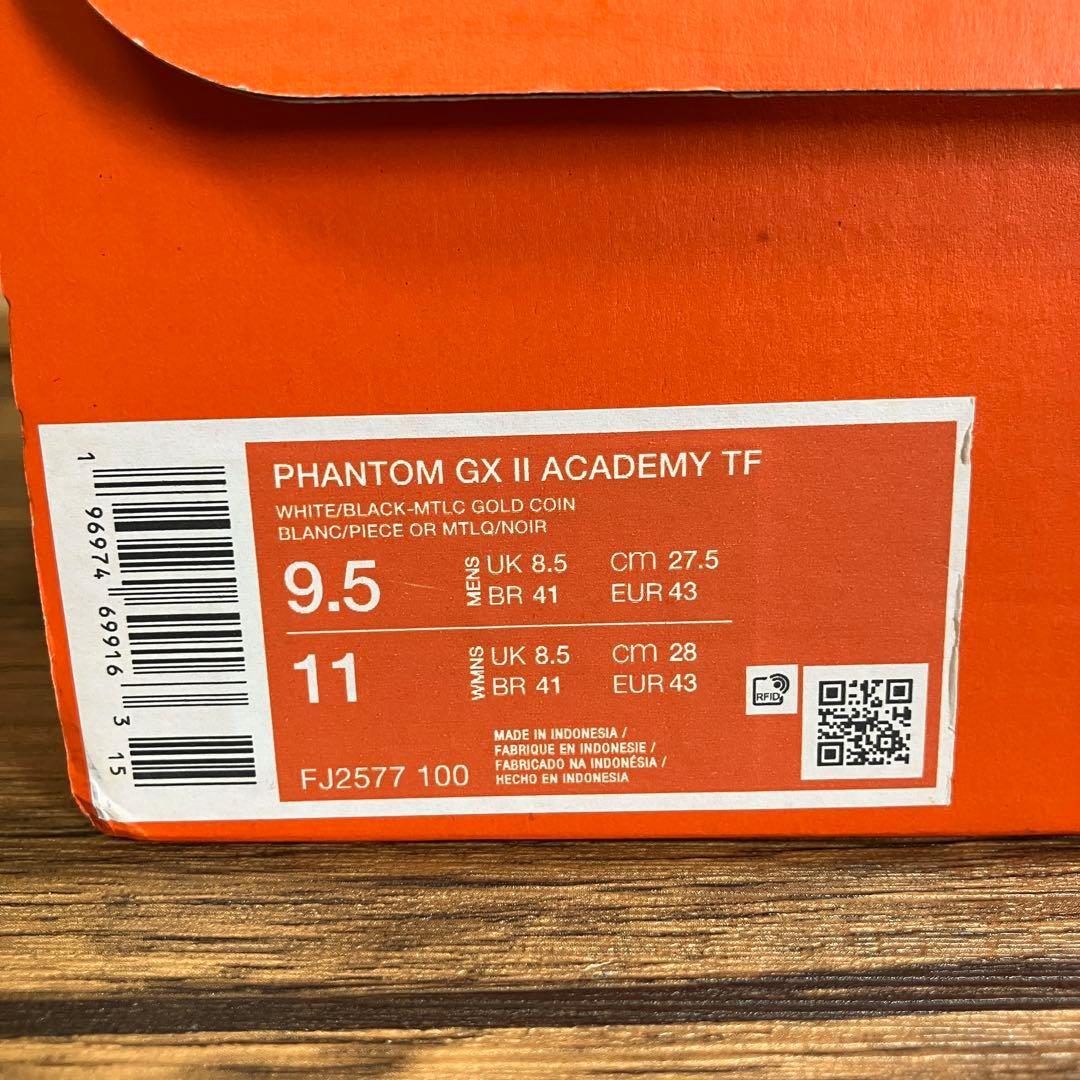 PHANTOM GX II ACADEMY TF
WHITE/BLACK-MTLC GOLD COIN
BLANC/PIECE OR MTLQ/NOIR
9.5 MENS UK 8.5 cm 27.5
BR 41 EUR 43
11 WMNS UK 8.5 cm 28
BR 41 EUR 43
RFID
MADE IN INDONESIA /
FABRIQUE EN INDONESIE /
FABRICADO NA INDONÉSIA /
HECHO EN INDONESIA
FJ2577 100
1 96974 69916 3 15